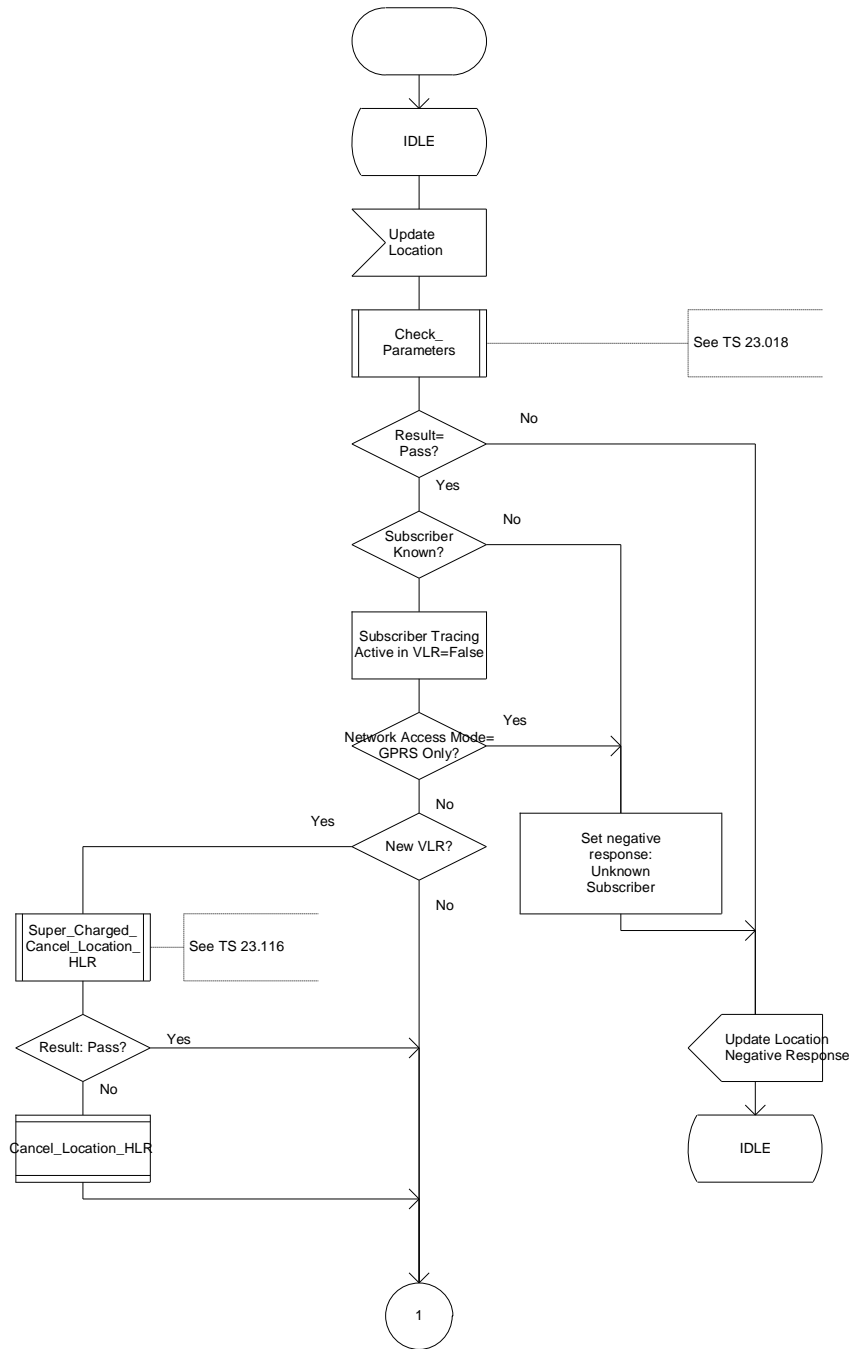 IDLE
Update
Location
Check_
Parameters
See TS 23.018
Result=
Pass?
No
Yes
Subscriber
Known?
No
Subscriber Tracing
Active in VLR=False
Network Access Mode=
GPRS Only?
Yes
No
New VLR?
Yes
No
Set negative
response:
Unknown
Subscriber
Super_Charged_
Cancel_Location_
HLR
See TS 23.116
Result: Pass?
Yes
No
Update Location
Negative Response
Cancel_Location_HLR
IDLE
1